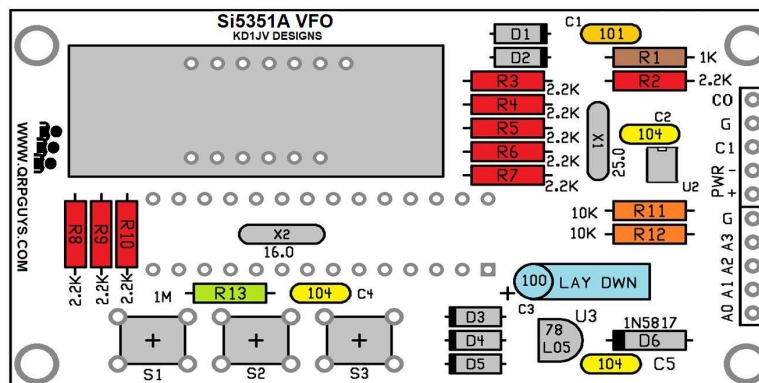 Si5351A VFO
KD1JV DESIGNS
WWW.QRPGUYS.COM
D1
D2
C1
101
R1
1K
R2
2.2K
R3
2.2K
R4
2.2K
R5
2.2K
R6
2.2K
R7
2.2K
X1
25.0
C2
104
U2
C0
G
C1
PWR -
P+
G
A3
A2
A1
A0
R8
2.2K
R9
2.2K
R10
2.2K
X2
16.0
10K
R11
10K
R12
1M
R13
104
C4
100
LAY DWN
+
C3
S1
S2
S3
D3
D4
D5
78
L05
U3
1N5817
D6
104
C5